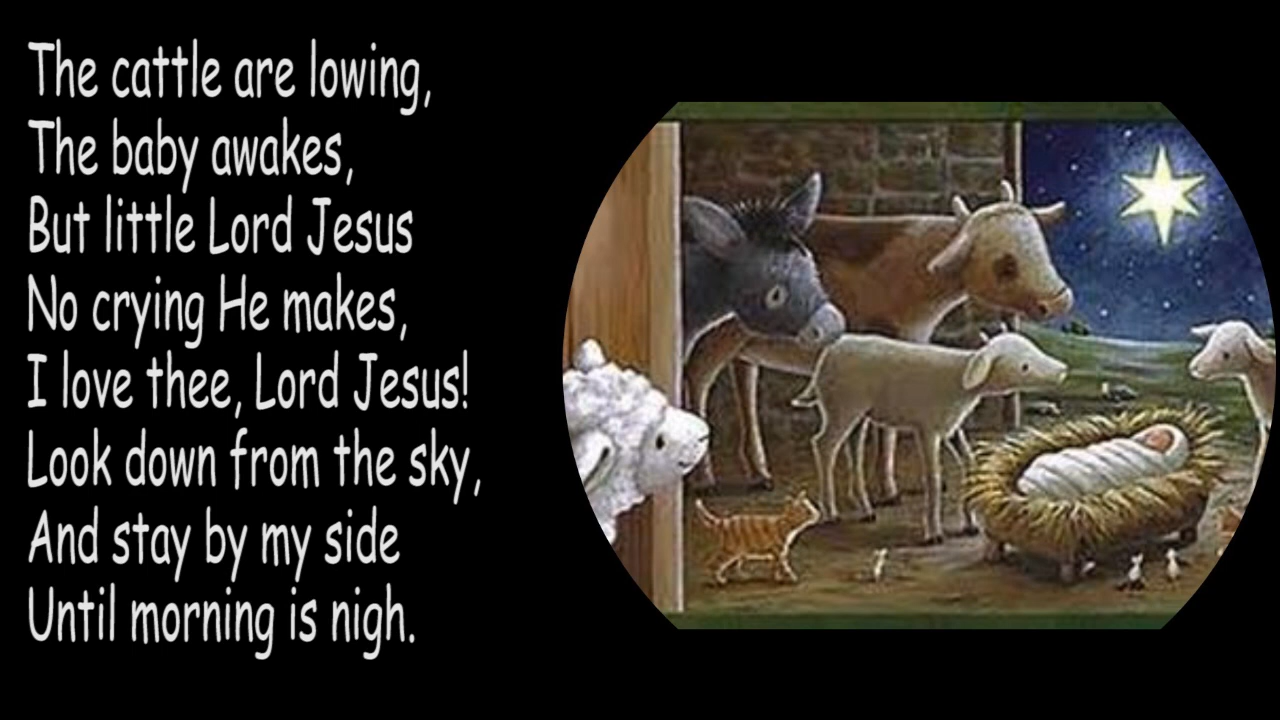 The cattle are lowing,
The baby awakes,
But little Lord Jesus
No crying He makes,
I love thee, Lord Jesus!
Look down from the sky,
And stay by my side
Until morning is nigh.